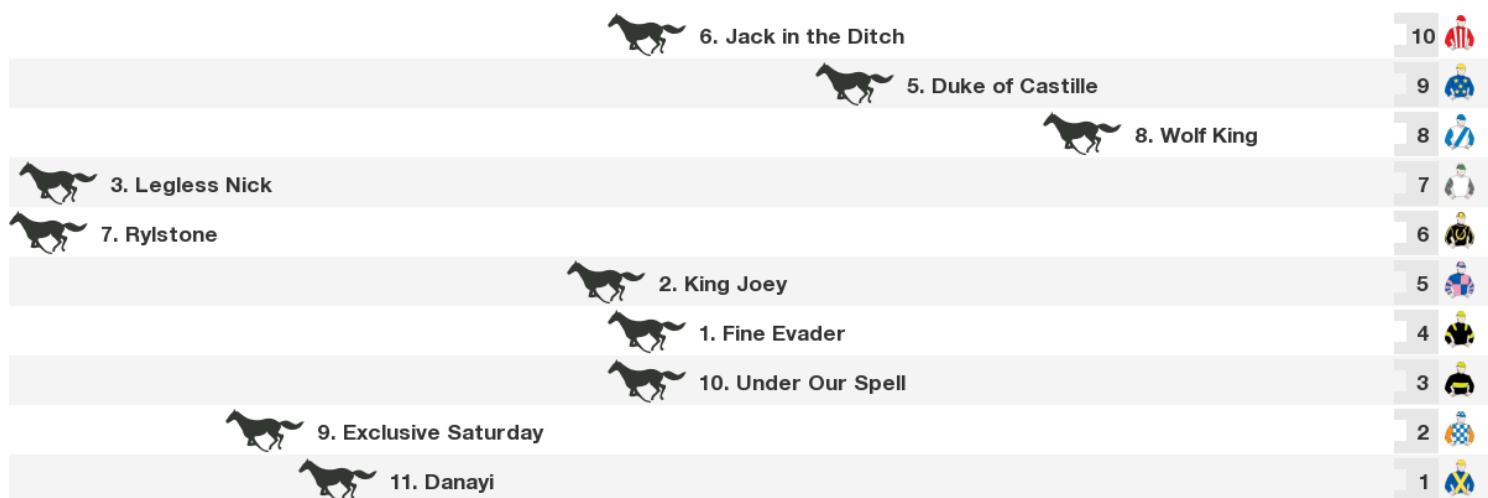 6. Jack in the Ditch 10
5. Duke of Castille 9
8. Wolf King 8
3. Legless Nick 7
7. Rylstone 6
2. King Joey 5
1. Fine Evader 4
10. Under Our Spell 3
9. Exclusive Saturday 2
11. Danayi 1